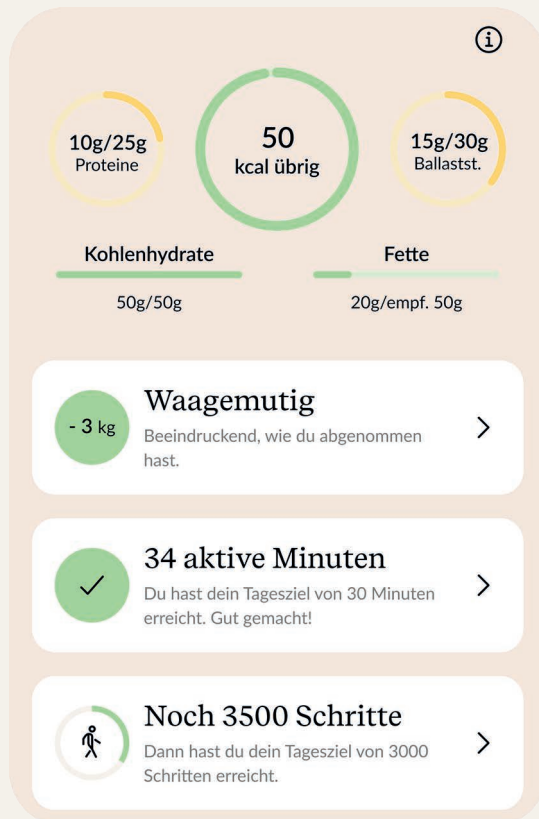 10g/25g
Proteine
50
kcal übrig
15g/30g
Ballastst.
Kohlenhydrate
50g/50g
Fette
20g/empf. 50g
- 3 kg
Waagemutig
Beeindruckend, wie du abgenommen
hast.
34 aktive Minuten
Du hast dein Tagesziel von 30 Minuten
erreicht. Gut gemacht!
Noch 3500 Schritte
Dann hast du dein Tagesziel von 3000
Schritten erreicht.